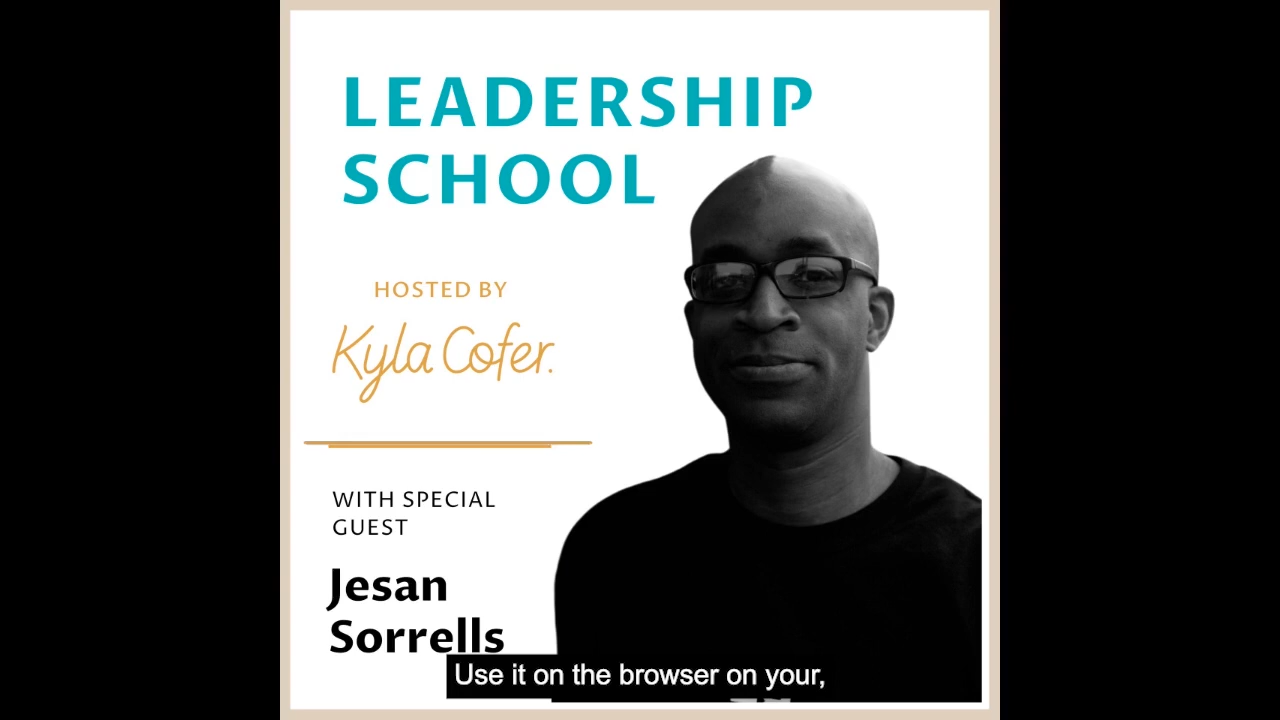 LEADERSHIP
SCHOOL
HOSTED BY
Kyla Cofer.
WITH SPECIAL
GUEST
Jesan
Sorrells
Use it on the browser on your,